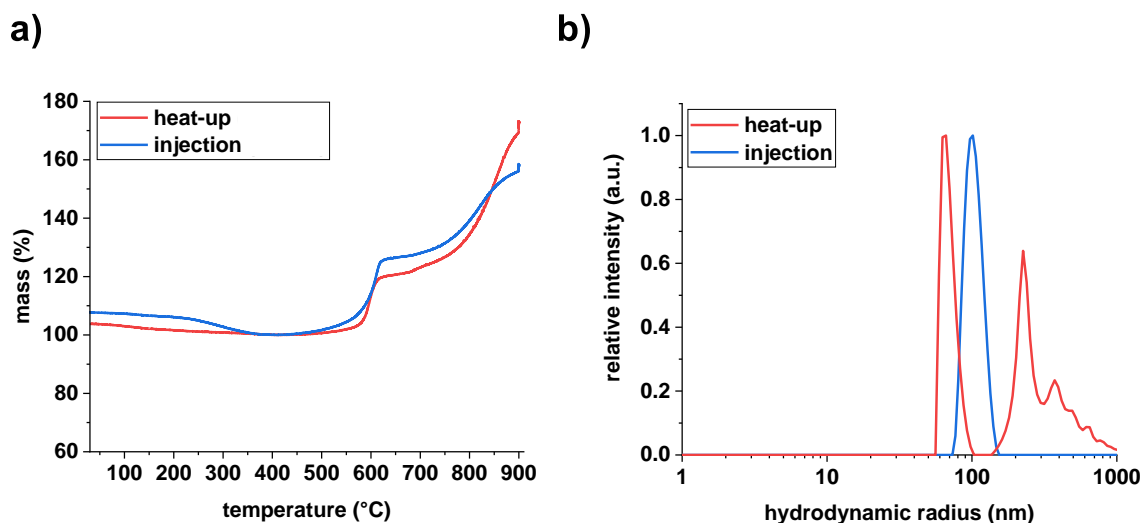 a)
heat-up
injection
mass (%)
180
160
140
120
100
80
60
100 200 300 400 500 600 700 800 900
temperature (°C)
b)
heat-up
injection
relative intensity (a.u.)
1.0
0.8
0.6
0.4
0.2
0.0
1 10 100 1000
hydrodynamic radius (nm)